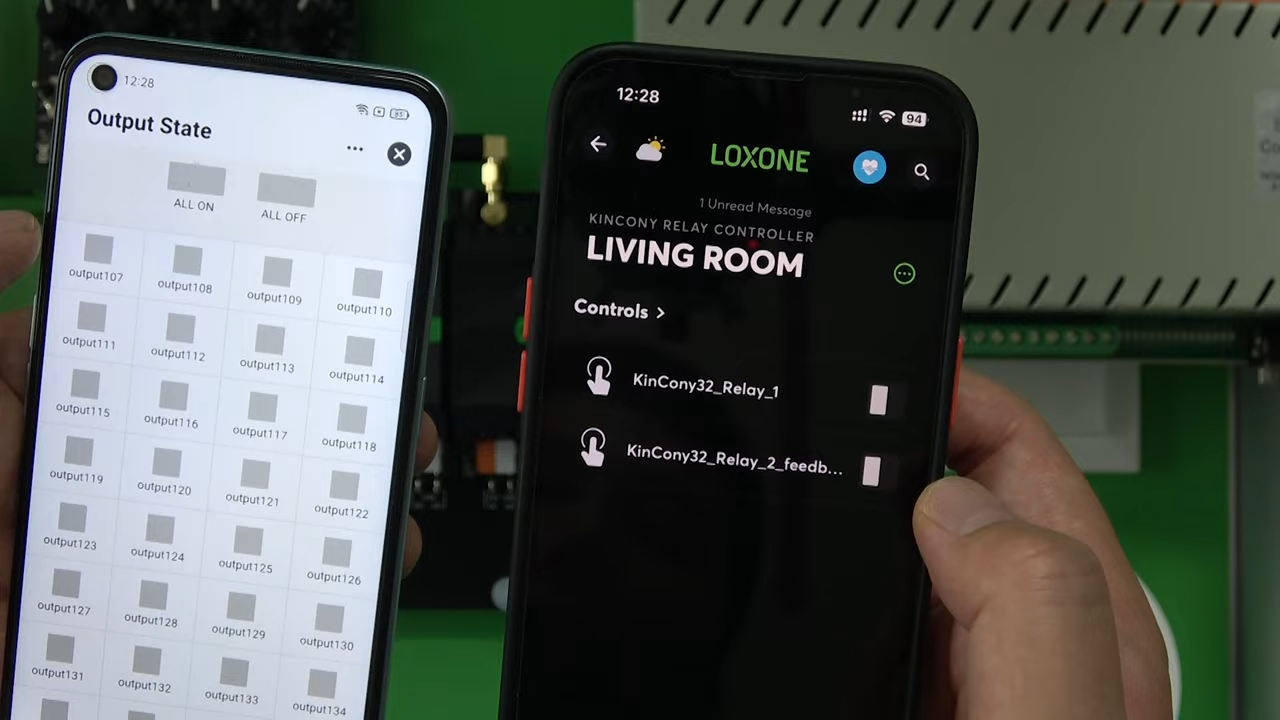 12:28
85
Output State
ALL ON
ALL OFF
output107
output108
output109
output110
output111
output112
output113
output114
output115
output116
output117
output118
output119
output120
output121
output122
output123
output124
output125
output126
output127
output128
output129
output130
output131
output132
output133
output134
12:28
94
LOXONE
1 Unread Message
KINCONY RELAY CONTROLLER
LIVING ROOM
Controls >
KinCony32_Relay_1
KinCony32_Relay_2_feedb...